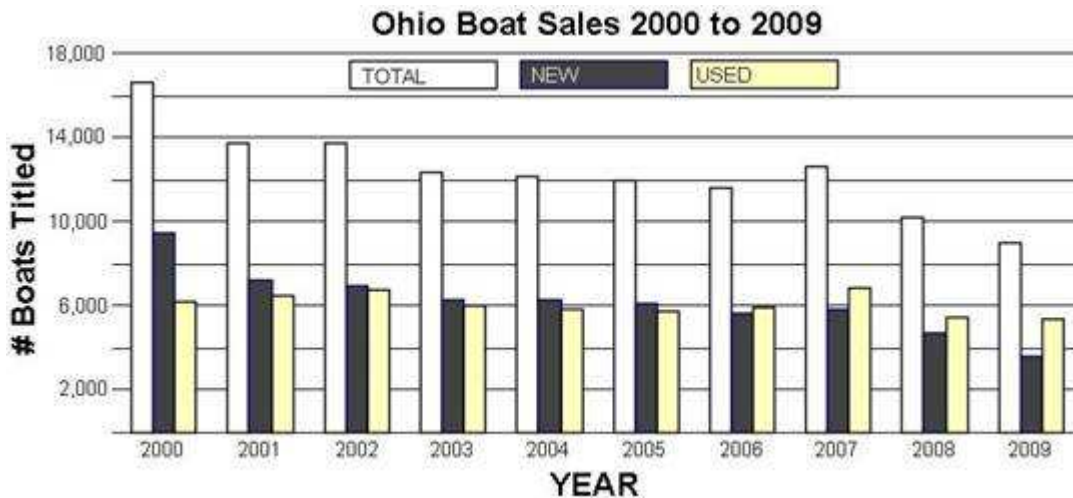 Ohio Boat Sales 2000 to 2009
18,000
TOTAL NEW USED
14,000
10,000
6,000
2,000
# Boats Titled
2000 2001 2002 2003 2004 2005 2006 2007 2008 2009
YEAR